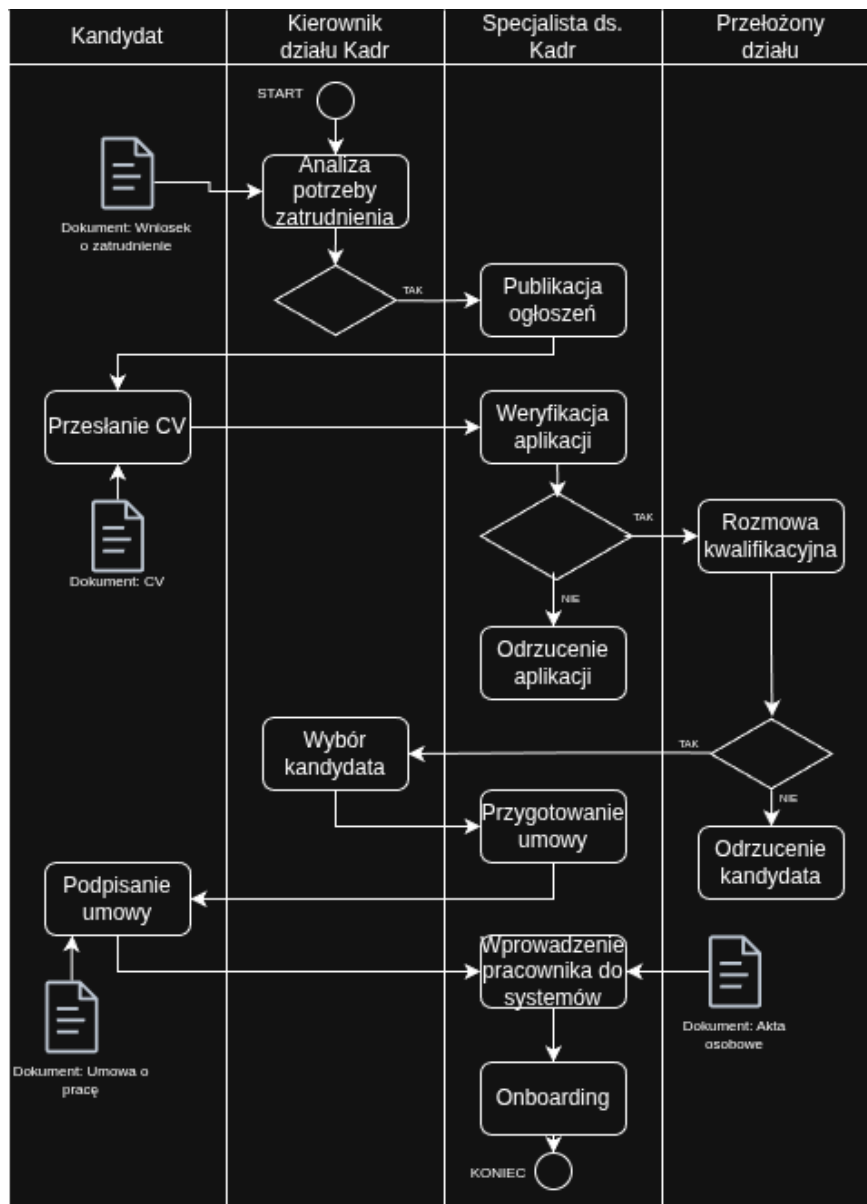 Kandydat
Kierownik
działu Kadr
Specjalista ds.
Kadr
Przełożony
działu
START
Analiza
potrzeby
zatrudnienia
Dokument: Wniosek
o zatrudnienie
TAK
Publikacja
ogłoszeń
Przesłanie CV
Weryfikacja
aplikacji
Dokument: CV
TAK
Rozmowa
kwalifikacyjna
NIE
Odrzucenie
aplikacji
Wybór
kandydata
TAK
NIE
Przygotowanie
umowy
Odrzucenie
kandydata
Podpisanie
umowy
Wprowadzenie
pracownika do
systemów
Dokument: Akta
osobowe
Dokument: Umowa o
pracę
Onboarding
KONIEC